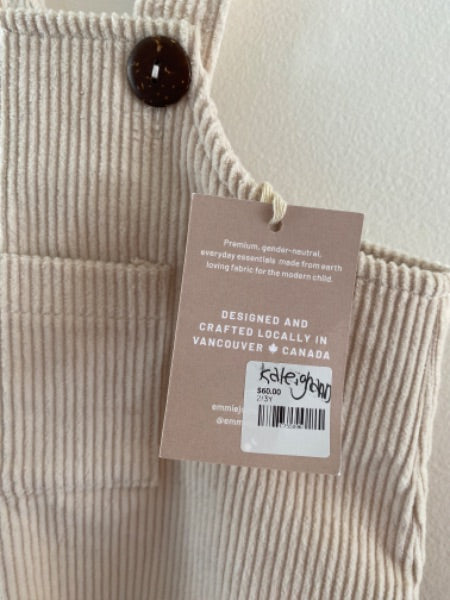 Premium, gender-neutral,
everyday essentials made from earth
loving fabric for the modern child.
DESIGNED AND
CRAFTED LOCALLY IN
VANCOUVER CANADA
$60.00
2/3Y